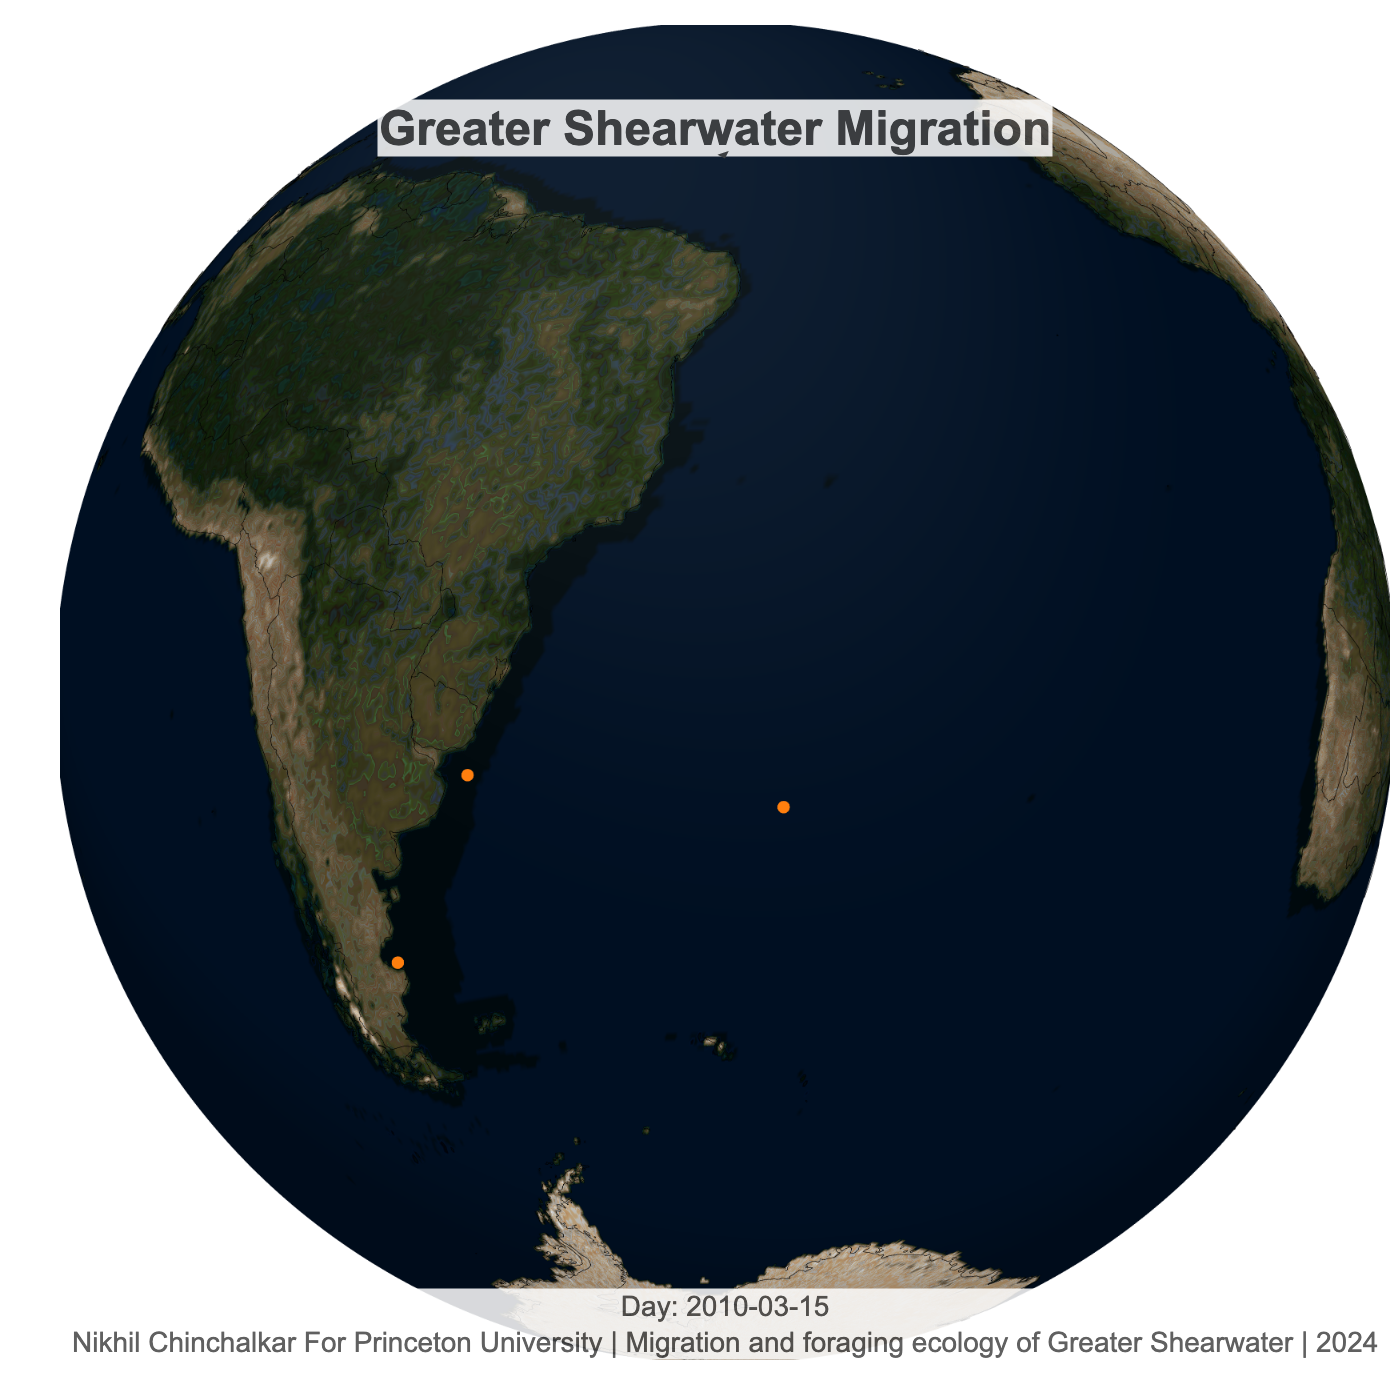 Greater Shearwater Migration
Day: 2010-03-15
Nikhil Chinchalkar For Princeton University | Migration and foraging ecology of Greater Shearwater | 2024